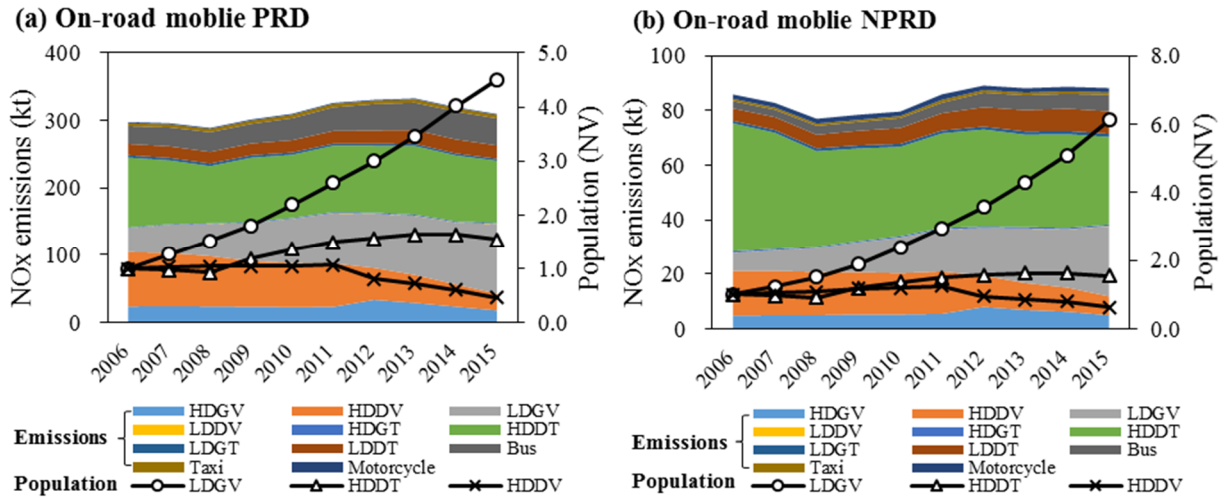 (a) On-road moblie PRD
NOx emissions (kt)
400
300
200
100
0
5.0
4.0
3.0
2.0
1.0
0.0
Population (NV)
2006
2007
2008
2009
2010
2011
2012
2013
2014
2015
Emissions
HDGV HDDV LDGV
LDDV HDGT HDDT
LDGT LDDT Bus
Taxi Motorcycle
Population LDGV HDDT HDDV
(b) On-road moblie NPRD
NOx emissions (kt)
100
80
60
40
20
0
8.0
6.0
4.0
2.0
0.0
Population (NV)
2006
2007
2008
2009
2010
2011
2012
2013
2014
2015
Emissions
HDGV HDDV LDGV
LDDV HDGT HDDT
LDGT LDDT Bus
Taxi Motorcycle
Population LDGV HDDT HDDV